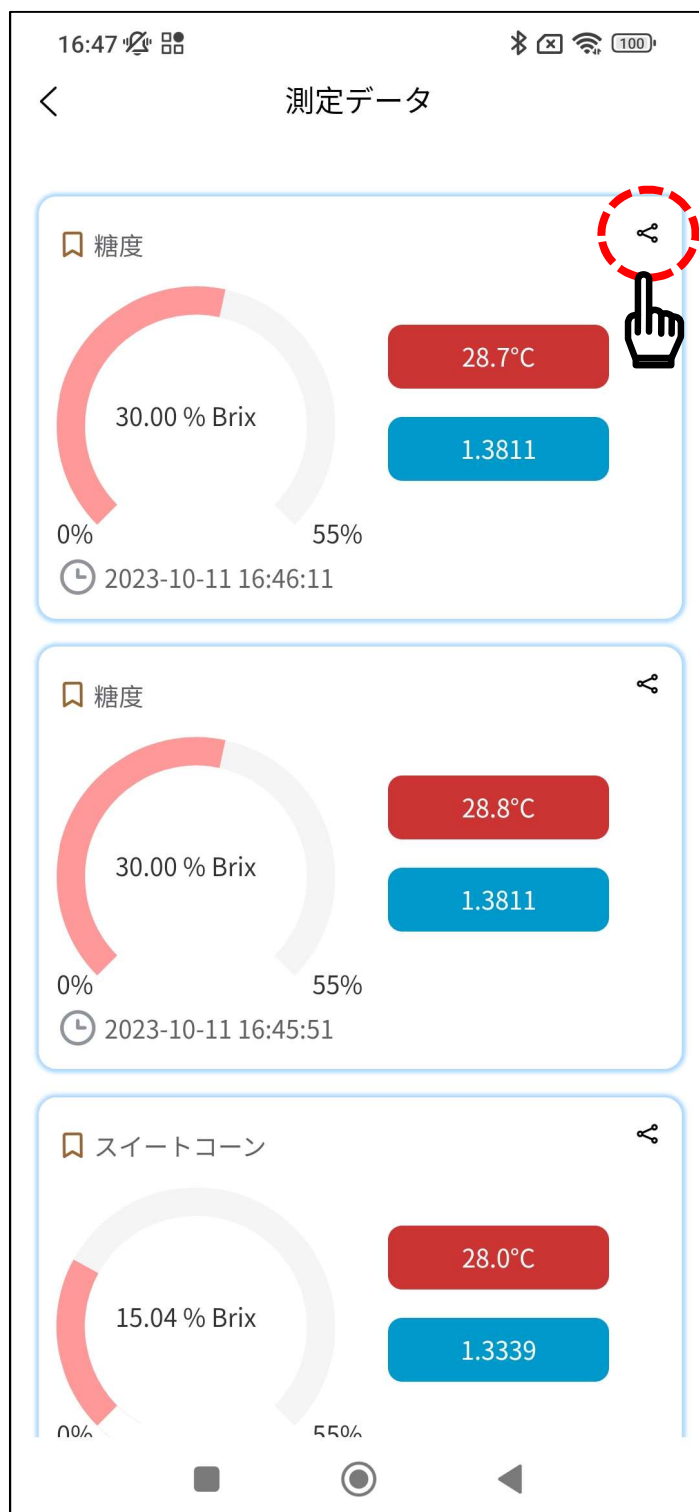 16:47 100
測定データ
糖度
28.7°C
30.00 % Brix
1.3811
0% 55%
2023-10-11 16:46:11
糖度
28.8°C
30.00 % Brix
1.3811
0% 55%
2023-10-11 16:45:51
スイートコーン
28.0°C
15.04 % Brix
1.3339
0% 55%